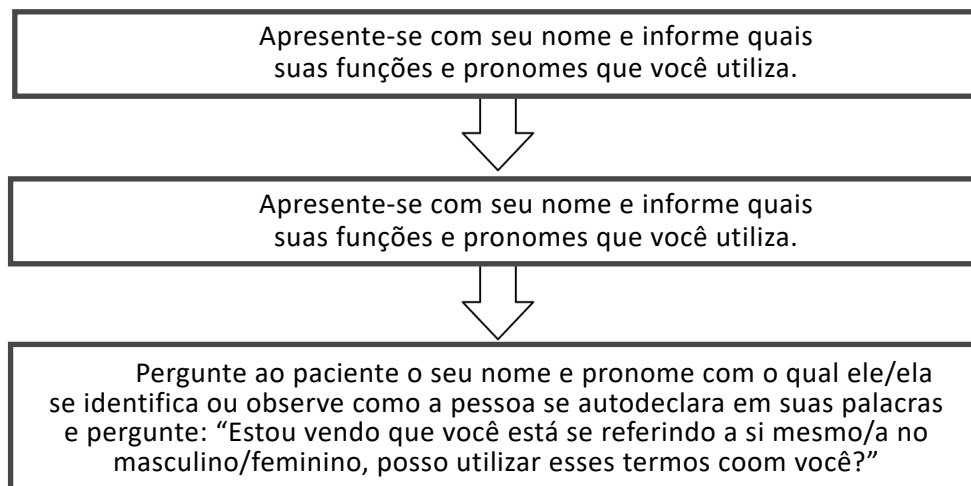 Apresente-se com seu nome e informe quais
suas funções e pronomes que você utiliza.
Apresente-se com seu nome e informe quais
suas funções e pronomes que você utiliza.
Pergunte ao paciente o seu nome e pronome com o qual ele/ela
se identifica ou observe como a pessoa se autodeclara em suas palacras
e pergunte: “Estou vendo que você está se referindo a si mesmo/a no
masculino/feminino, posso utilizar esses termos coom você?”